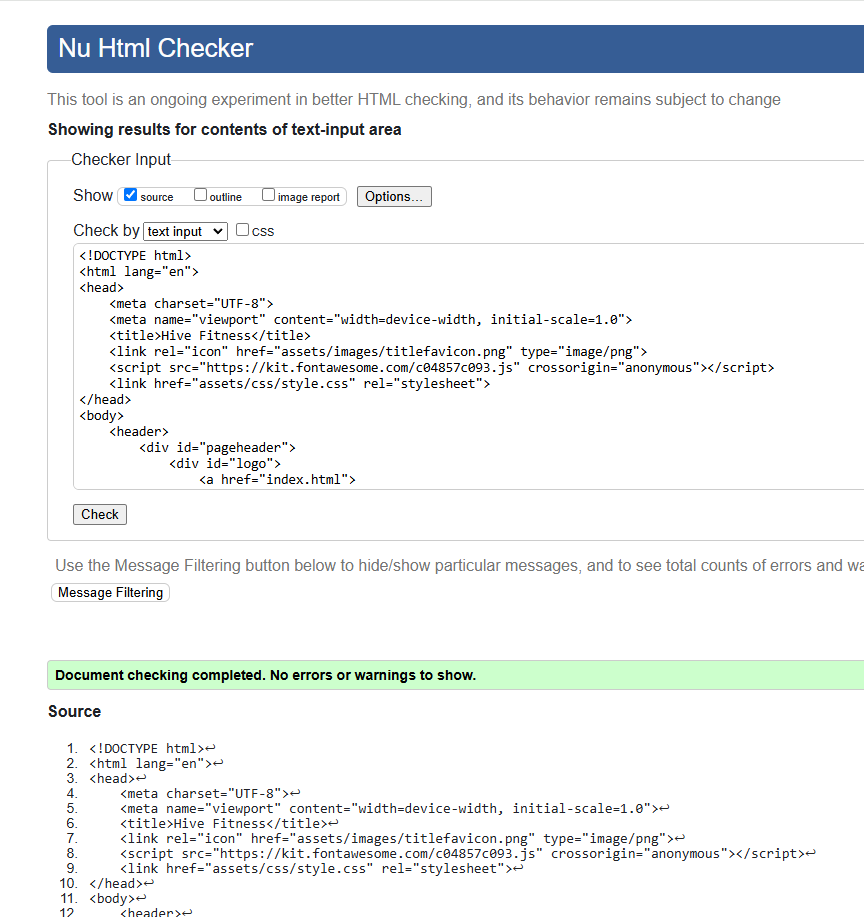 Nu Html Checker
This tool is an ongoing experiment in better HTML checking, and its behavior remains subject to change
Showing results for contents of text-input area
Checker Input
Show source outline image report Options...
Check by text input css
<!DOCTYPE html>
<html lang="en">
<head>
    <meta charset="UTF-8">
    <meta name="viewport" content="width=device-width, initial-scale=1.0">
    <title>Hive Fitness</title>
    <link rel="icon" href="assets/images/titlefavicon.png" type="image/png">
    <script src="https://kit.fontawesome.com/c04857c093.js" crossorigin="anonymous"></script>
    <link href="assets/css/style.css" rel="stylesheet">
</head>
<body>
    <header>
        <div id="pageheader">
            <div id="logo">
                <a href="index.html">
Check
Use the Message Filtering button below to hide/show particular messages, and to see total counts of errors and wa
Message Filtering
Document checking completed. No errors or warnings to show.
Source
1. <!DOCTYPE html>↩
2. <html lang="en">↩
3. <head>↩
4.     <meta charset="UTF-8">↩
5.     <meta name="viewport" content="width=device-width, initial-scale=1.0">↩
6.     <title>Hive Fitness</title>↩
7.     <link rel="icon" href="assets/images/titlefavicon.png" type="image/png">↩
8.     <script src="https://kit.fontawesome.com/c04857c093.js" crossorigin="anonymous"></script>↩
9.     <link href="assets/css/style.css" rel="stylesheet">↩
10. </head>↩
11. <body>↩
12.     <header>↩